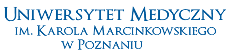 Uniwersytet Medyczny
im. Karola Marcinkowskiego
w Poznaniu